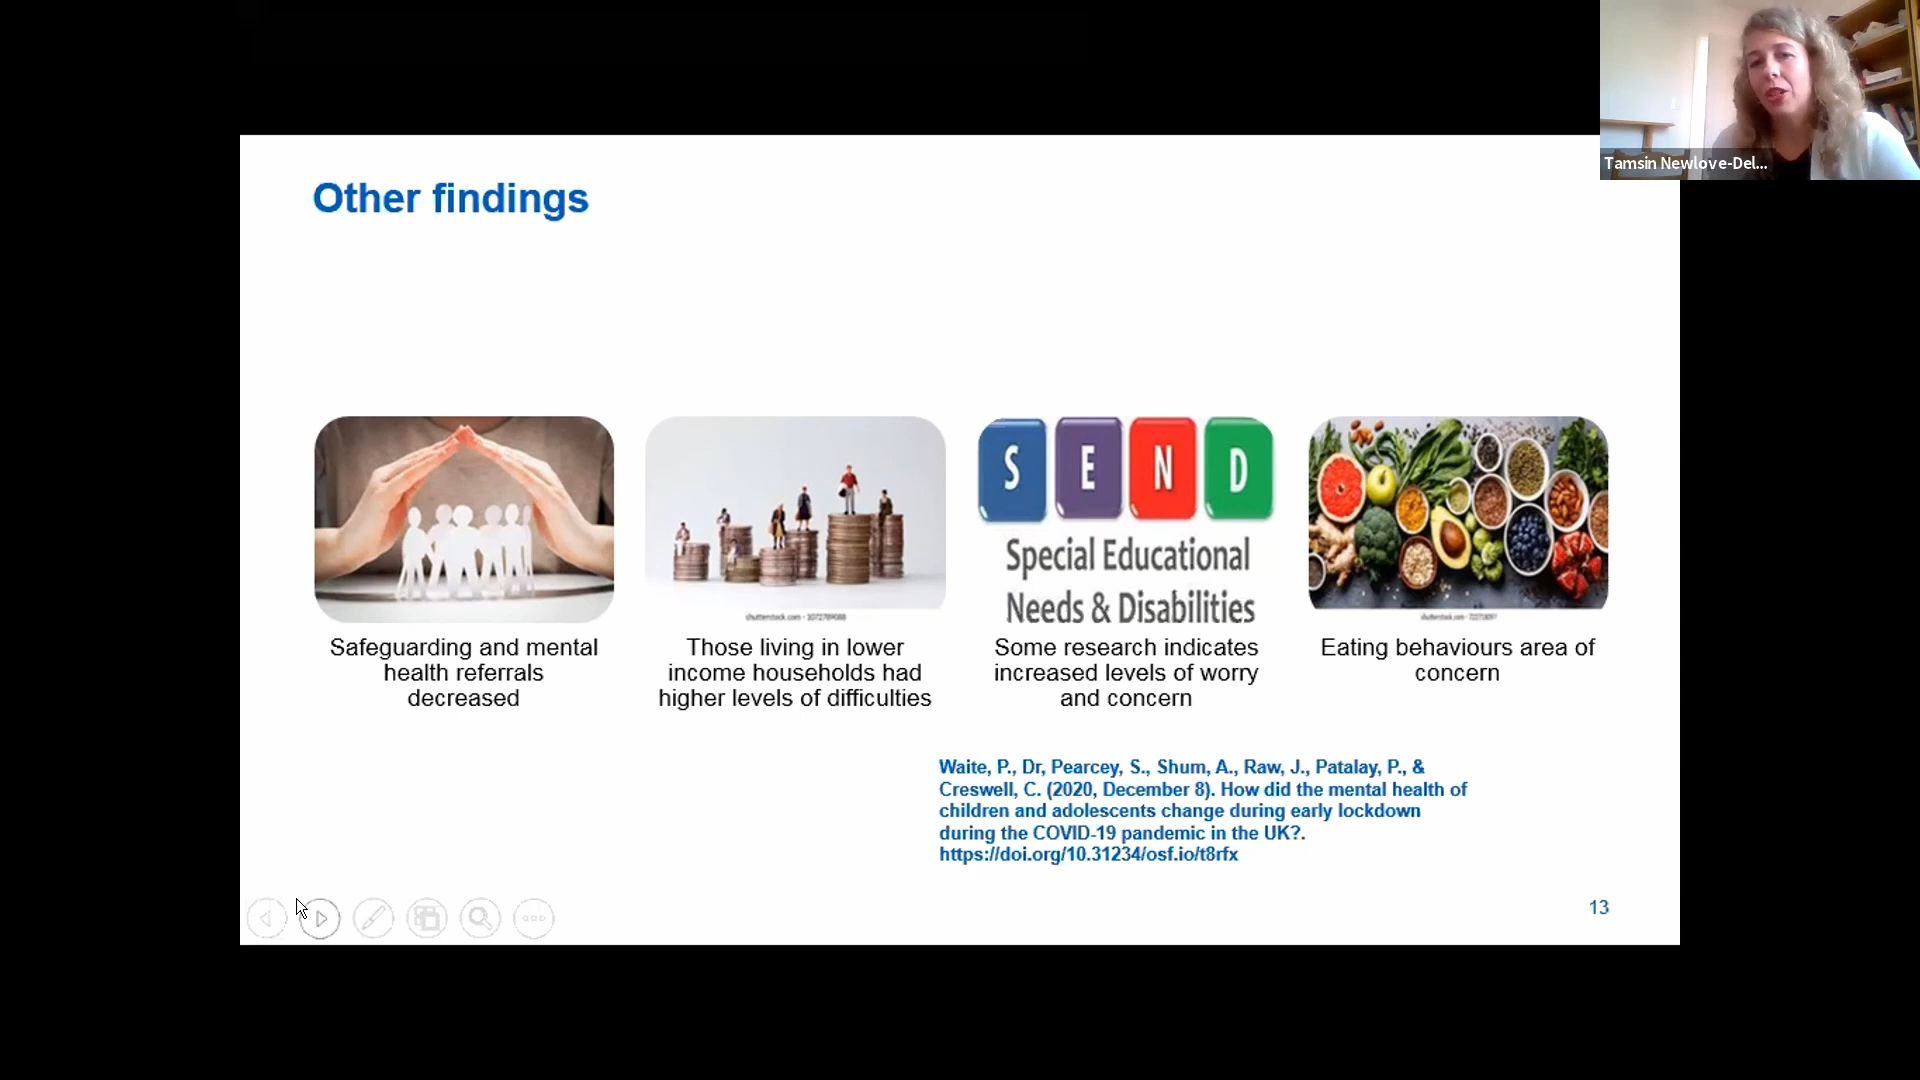 Tamsin Newlove-Del...
Other findings
S E N D
Special Educational
Needs & Disabilities
shutterstock.com •
Safeguarding and mental
health referrals
decreased
Those living in lower
income households had
higher levels of difficulties
Some research indicates
increased levels of worry
and concern
Eating behaviours area of
concern
Waite, P., Dr, Pearcey, S., Shum, A., Raw, J., Patalay, P., &
Creswell, C. (2020, December 8). How did the mental health of
children and adolescents change during early lockdown
during the COVID-19 pandemic in the UK?.
https://doi.org/10.31234/osf.io/t8rfx
13